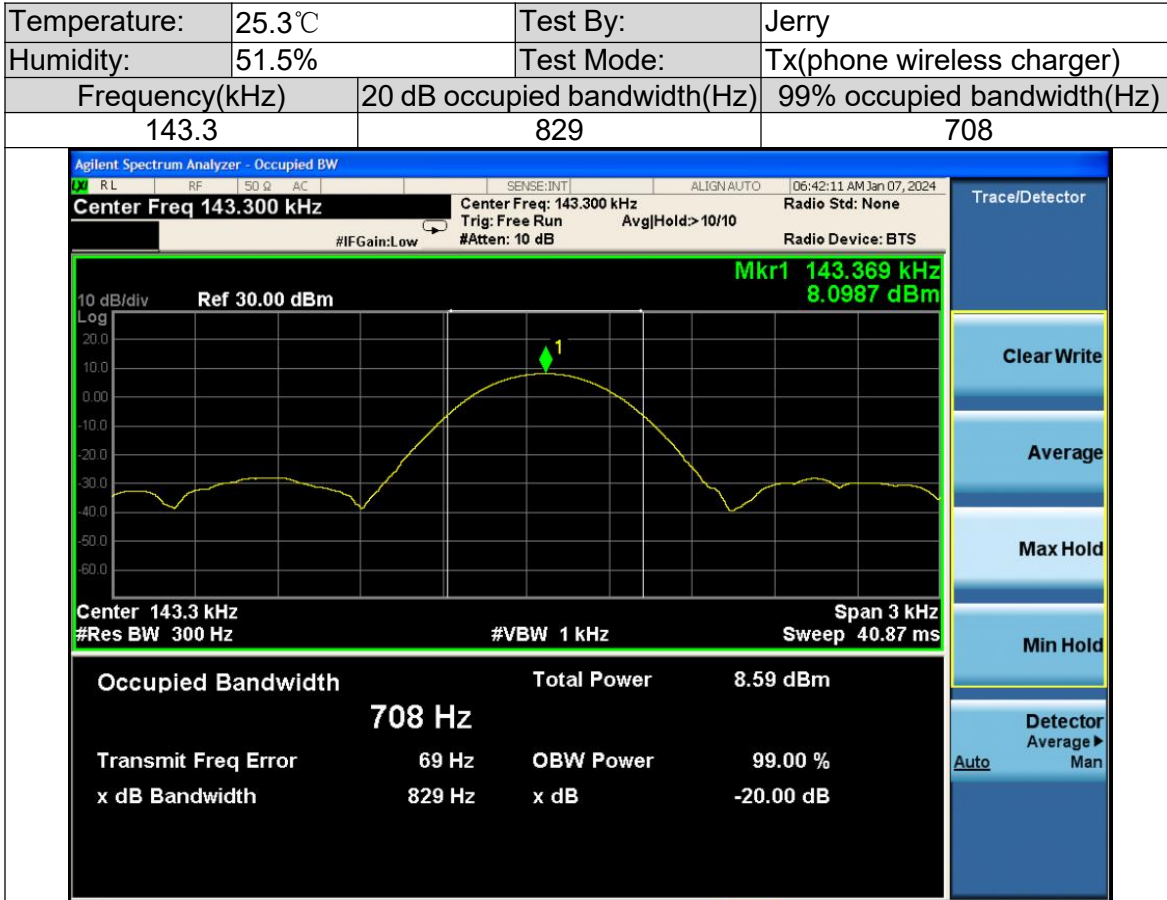 Temperature: 25.3℃ Test By: Jerry
Humidity: 51.5% Test Mode: Tx(phone wireless charger)
Frequency(kHz) 20 dB occupied bandwidth(Hz) 99% occupied bandwidth(Hz)
143.3 829 708
Agilent Spectrum Analyzer - Occupied BW
LXI RL RF 50 Ω AC SENSE:INT ALIGN AUTO 06:42:11 AM Jan 07, 2024
Center Freq 143.300 kHz Center Freq: 143.300 kHz Radio Std: None Trace/Detector
Trig: Free Run Avg|Hold:> 10/10
#IFGain:Low #Atten: 10 dB Radio Device: BTS
Mkr1 143.369 kHz
10 dB/div Ref 30.00 dBm 8.0987 dBm
Log
20.0
1
Clear Write
10.0
0.00
-10.0
-20.0
Average
-30.0
-40.0
-50.0
Max Hold
-60.0
Center 143.3 kHz Span 3 kHz
#Res BW 300 Hz #VBW 1 kHz Sweep 40.87 ms
Min Hold
Occupied Bandwidth Total Power 8.59 dBm
708 Hz
Detector
Average▶
Auto Man
Transmit Freq Error 69 Hz OBW Power 99.00 %
x dB Bandwidth 829 Hz x dB -20.00 dB